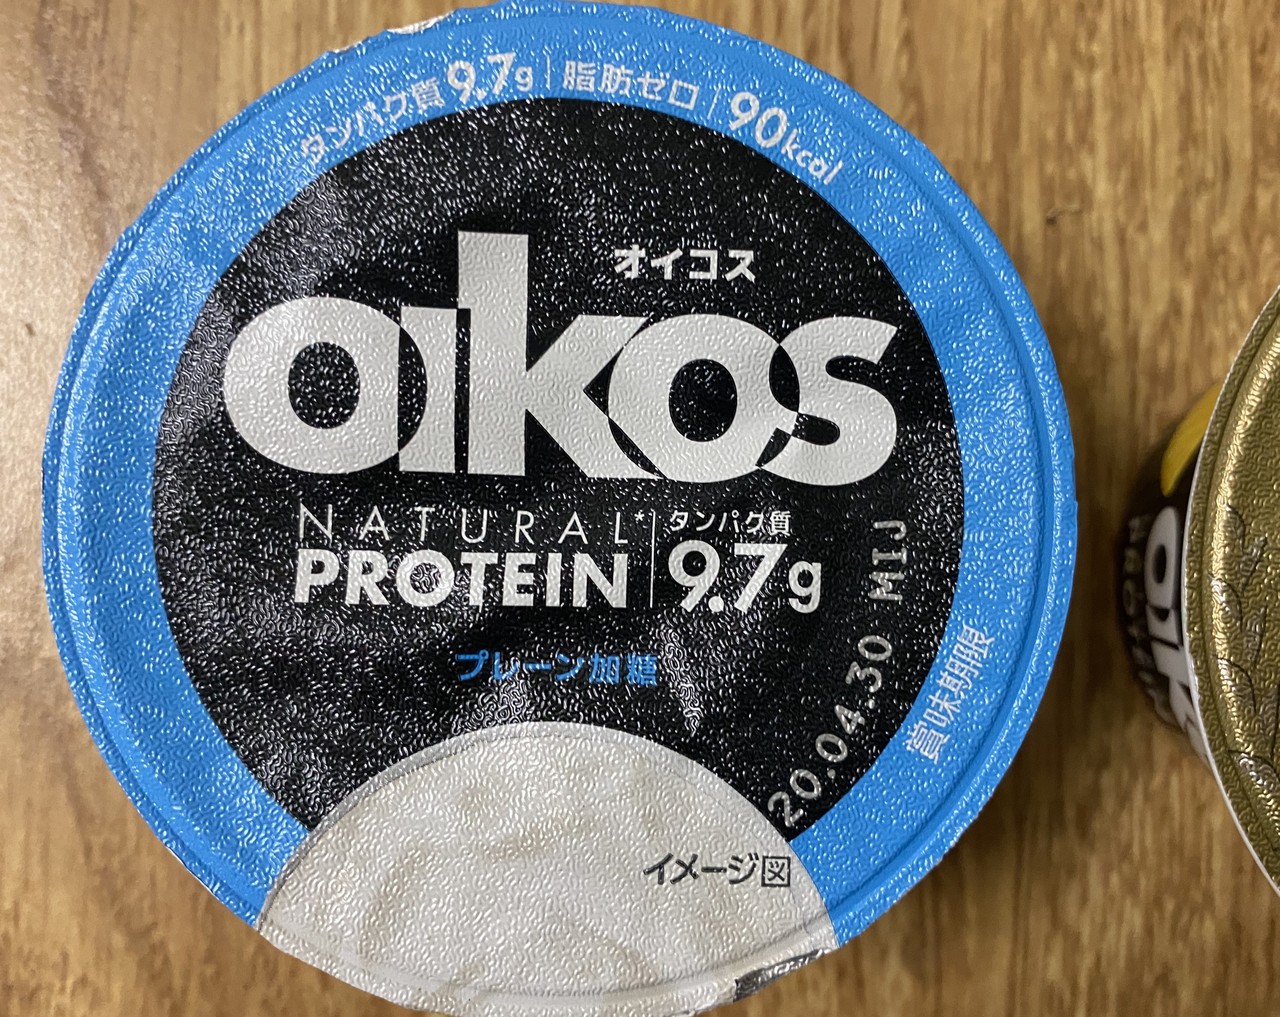 タンパク質9.7g|脂肪ゼロ|90kcal
オイコス
oikos
NATURAL*
PROTEIN
タンパク質
9.7g
プレーン加糖
20.04.30 MIJ
賞味期限
イメージ図